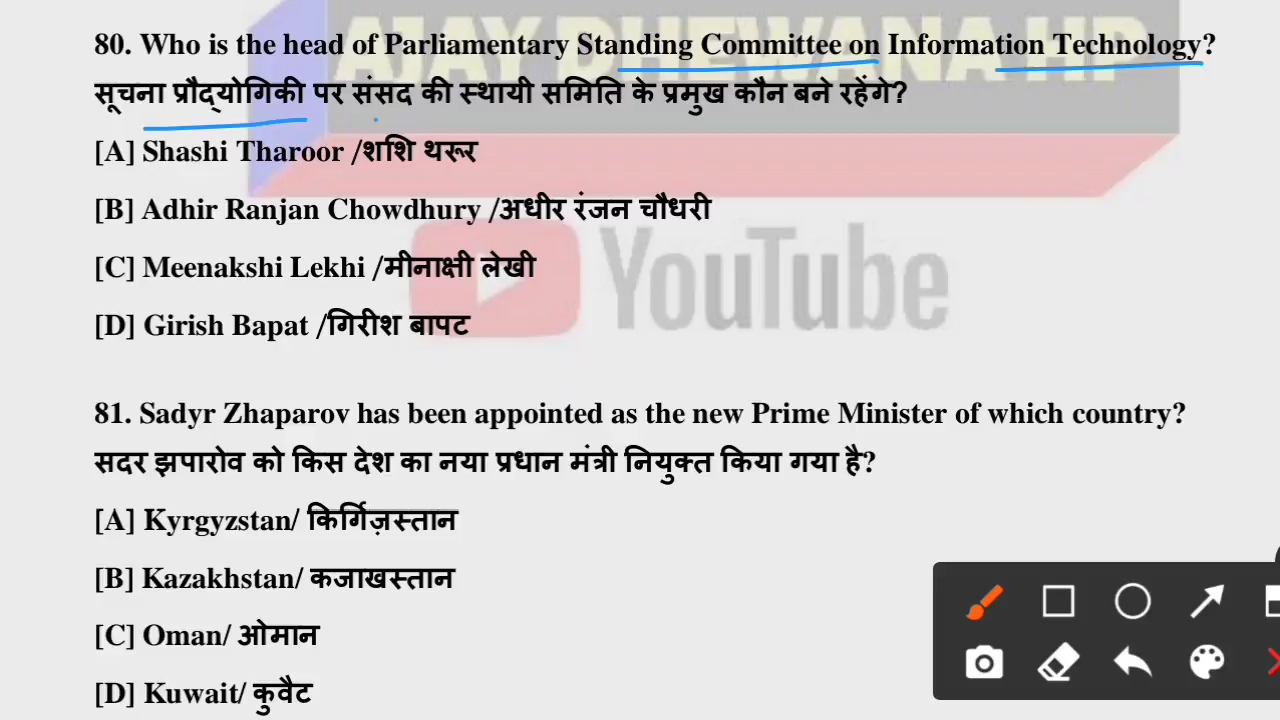 AJAY DHEWANA HP
80. Who is the head of Parliamentary Standing Committee on Information Technology?
सूचना प्रौद्योगिकी पर संसद की स्थायी समिति के प्रमुख कौन बने रहेंगे?
[A] Shashi Tharoor /शशि थरूर
[B] Adhir Ranjan Chowdhury /अधीर रंजन चौधरी
[C] Meenakshi Lekhi /मीनाक्षी लेखी
YouTube
[D] Girish Bapat /गिरीश बापट
81. Sadyr Zhaparov has been appointed as the new Prime Minister of which country?
सदर झपारोव को किस देश का नया प्रधान मंत्री नियुक्त किया गया है?
[A] Kyrgyzstan/ किर्गिज़स्तान
[B] Kazakhstan/ कजाखस्तान
[C] Oman/ ओमान
[D] Kuwait/ कुवैट